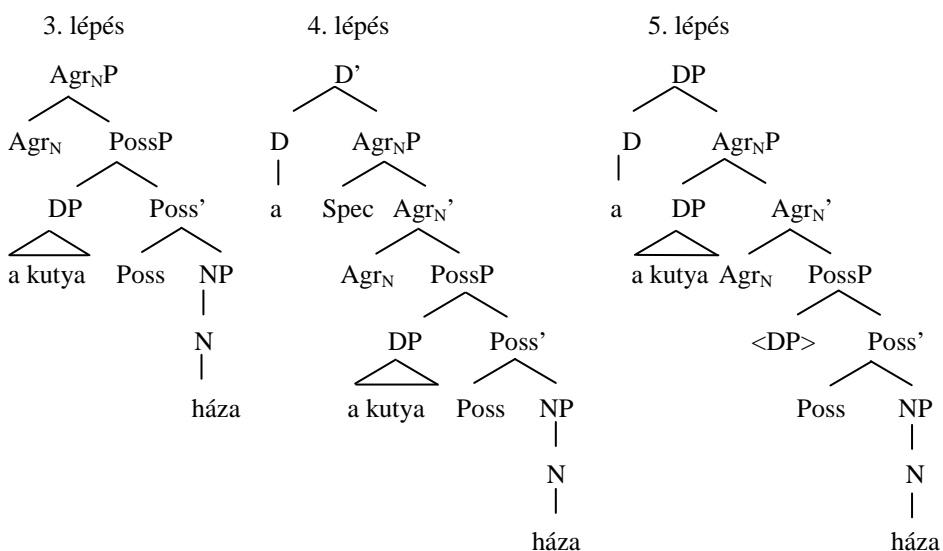 3. lépés 4. lépés 5. lépés
AgrNP D’ DP
AgrN PossP D AgrNP D AgrNP
DP Poss’ a Spec AgrN’ a DP AgrN’
a kutya Poss NP AgrN PossP a kutya AgrN PossP
N DP Poss’ <DP> Poss’
háza a kutya Poss NP Poss NP
N N
háza háza